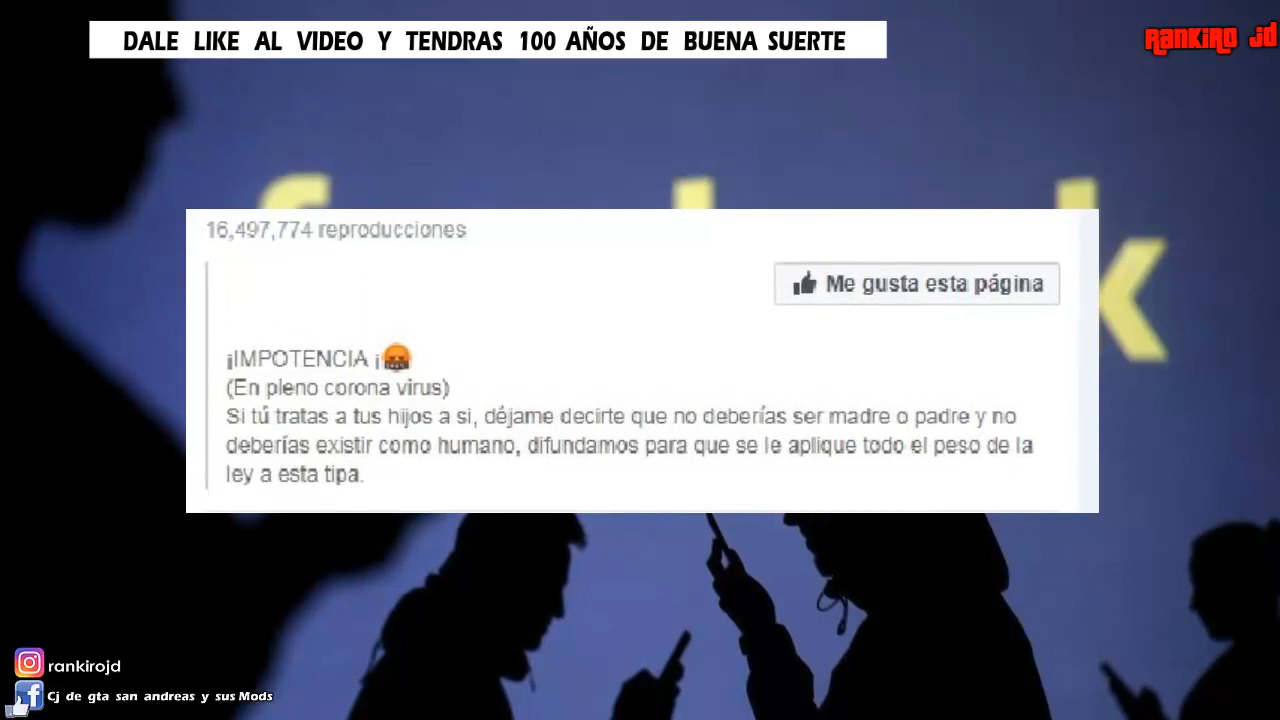 DALE LIKE AL VIDEO Y TENDRAS 100 AÑOS DE BUENA SUERTE
RANKIRO JD
16,497,774 reproducciones
Me gusta esta página
¡IMPOTENCIA ¡🤬
(En pleno corona virus)
Si tú tratas a tus hijos a si, déjame decirte que no deberías ser madre o padre y no
deberías existir como humano, difundamos para que se le aplique todo el peso de la
ley a esta tipa.
rankirojd
Cj de gta san andreas y sus Mods